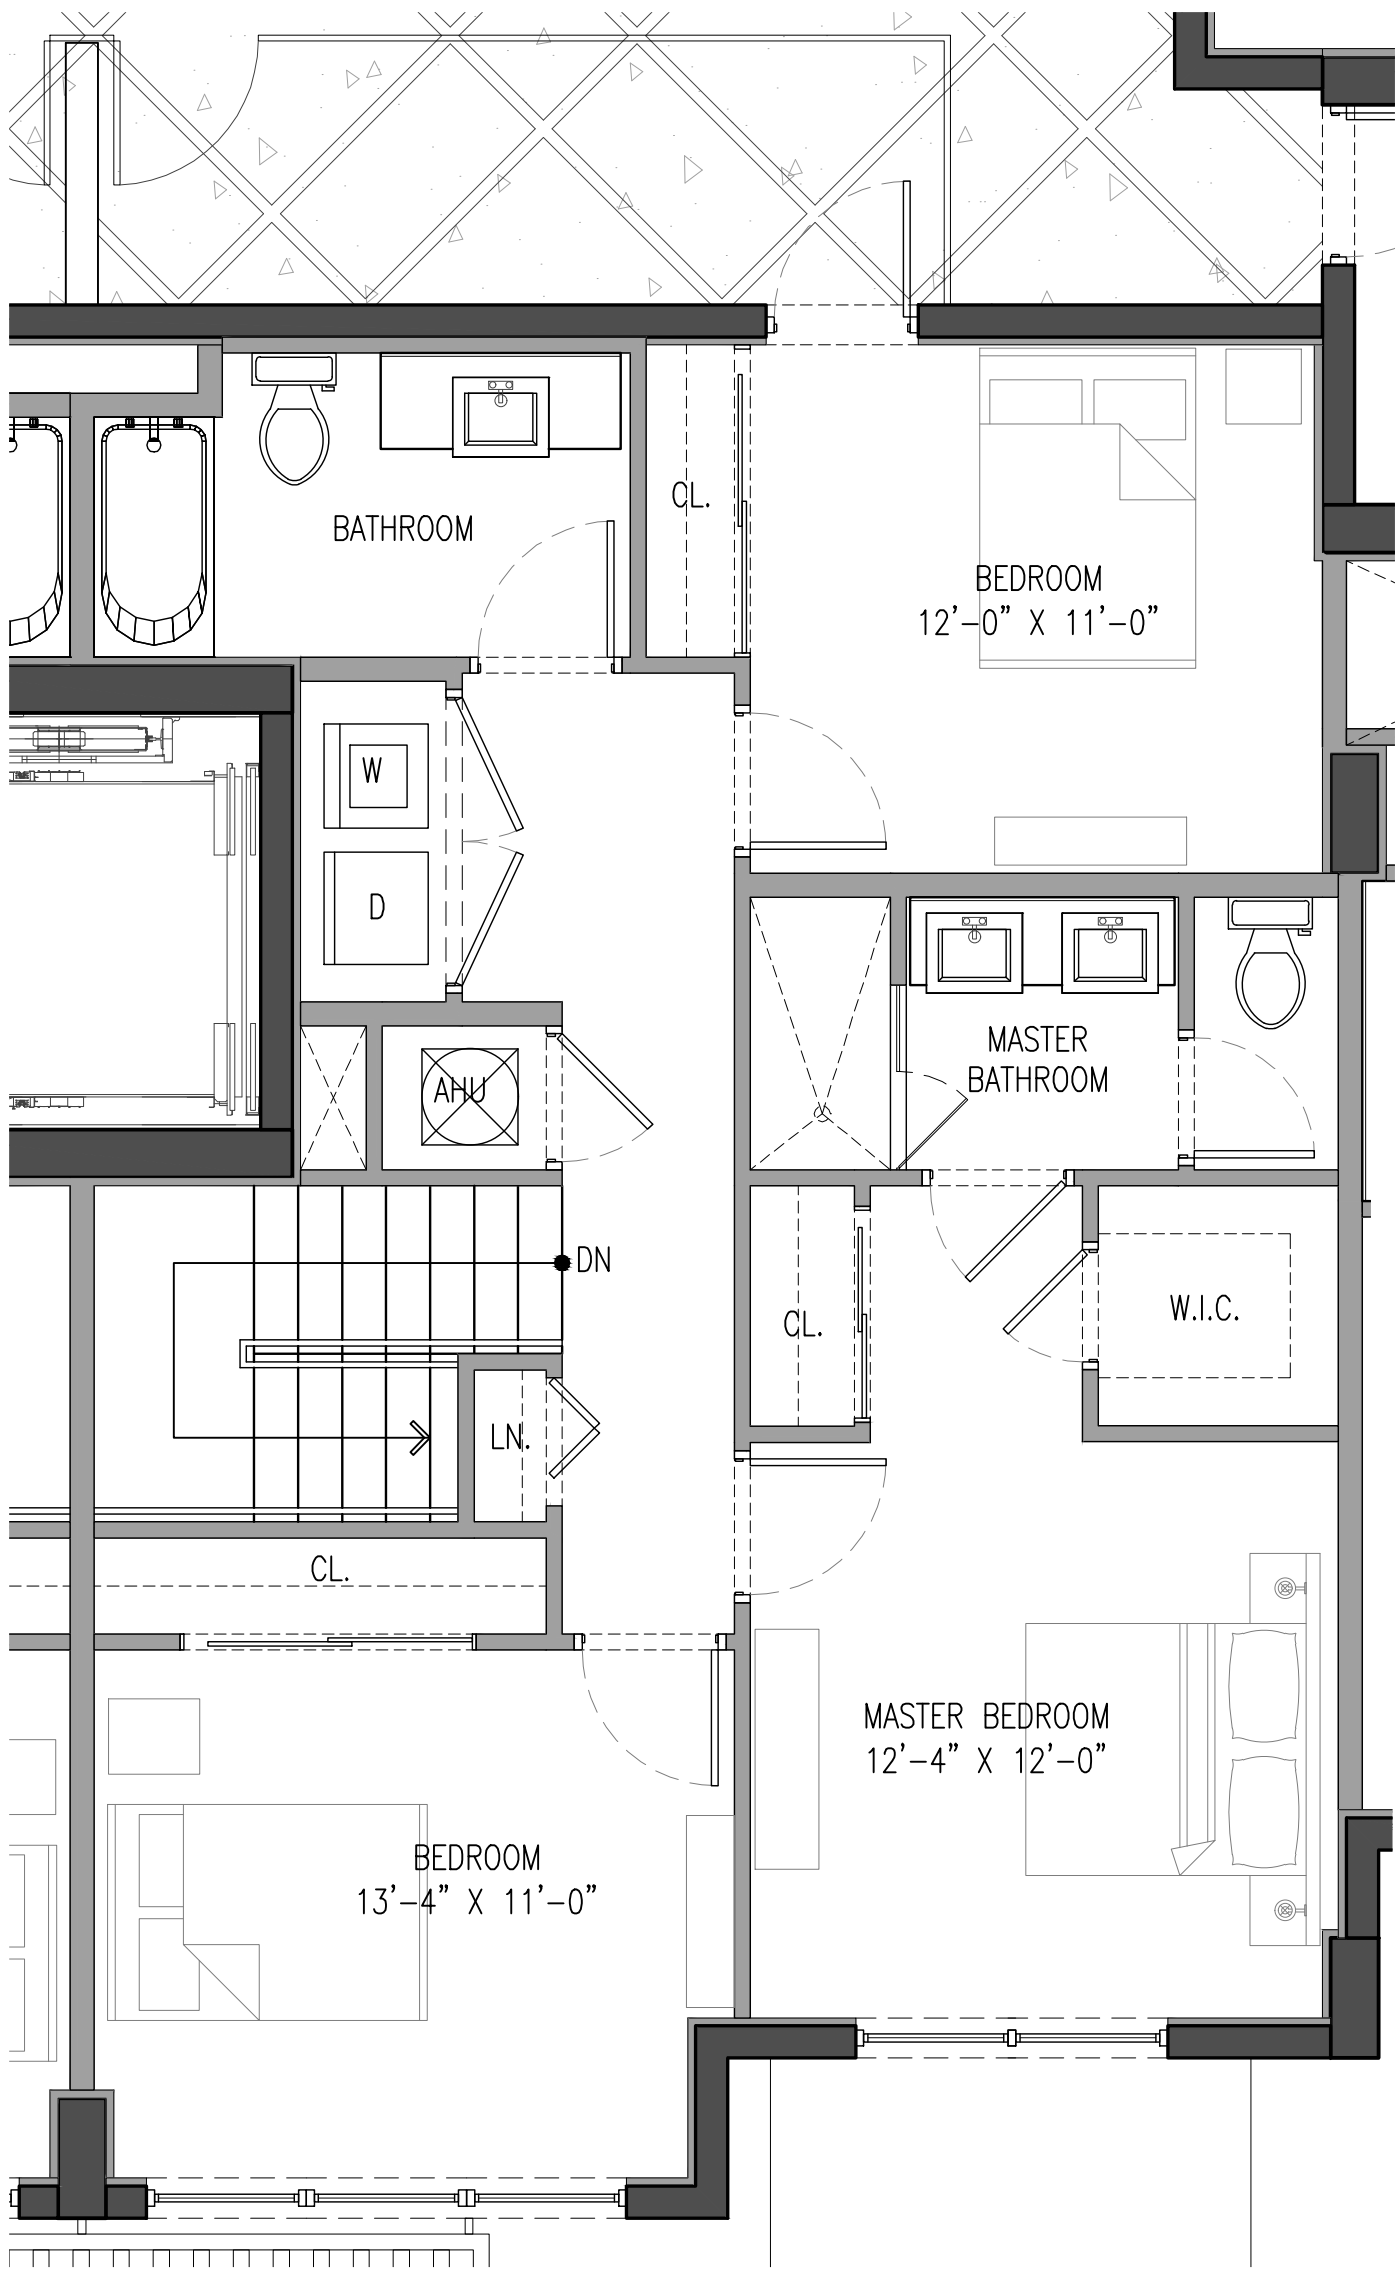 CL.
BATHROOM
BEDROOM
12'-0" X 11'-0"
W
D
MASTER
BATHROOM
AHU
DN
W.I.C.
CL.
LN.
CL.
MASTER BEDROOM
12'-4" X 12'-0"
BEDROOM
13'-4" X 11'-0"